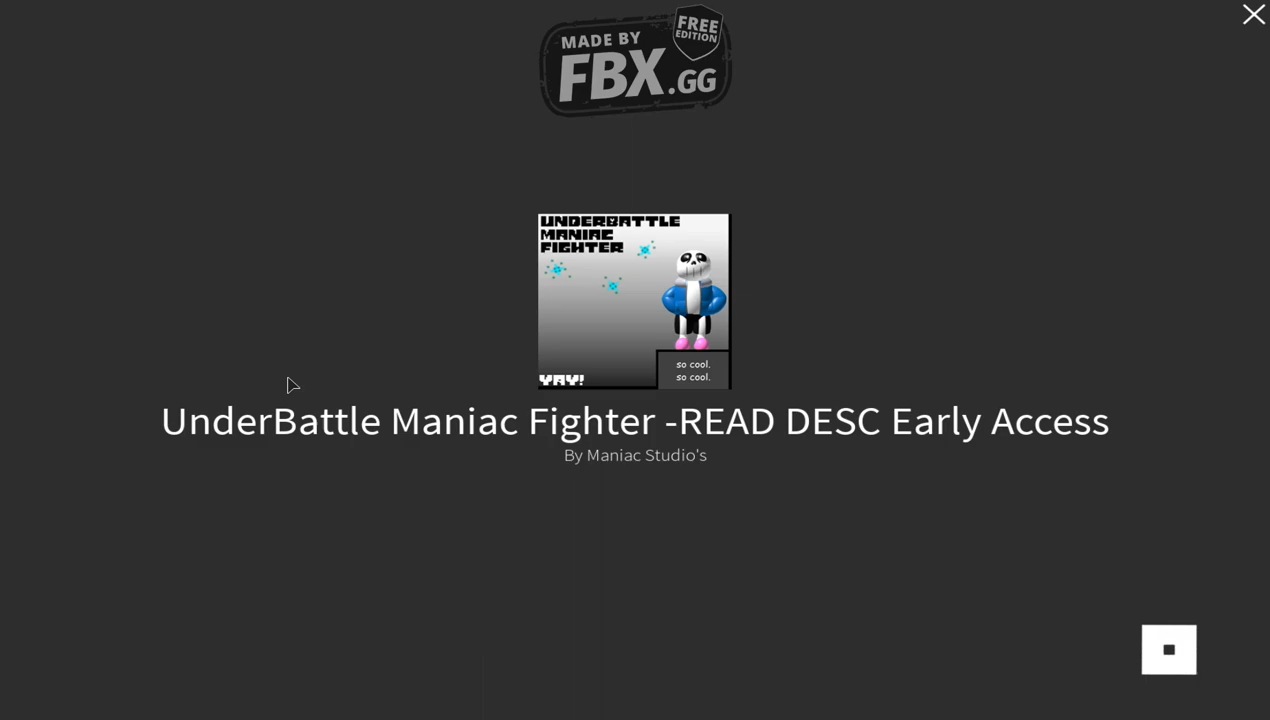 MADE BY
FREE
EDITION
FBX.GG
UNDERBATTLE
MANIAC
FIGHTER
so cool.
so cool.
YAY!
UnderBattle Maniac Fighter -READ DESC Early Access
By Maniac Studio's